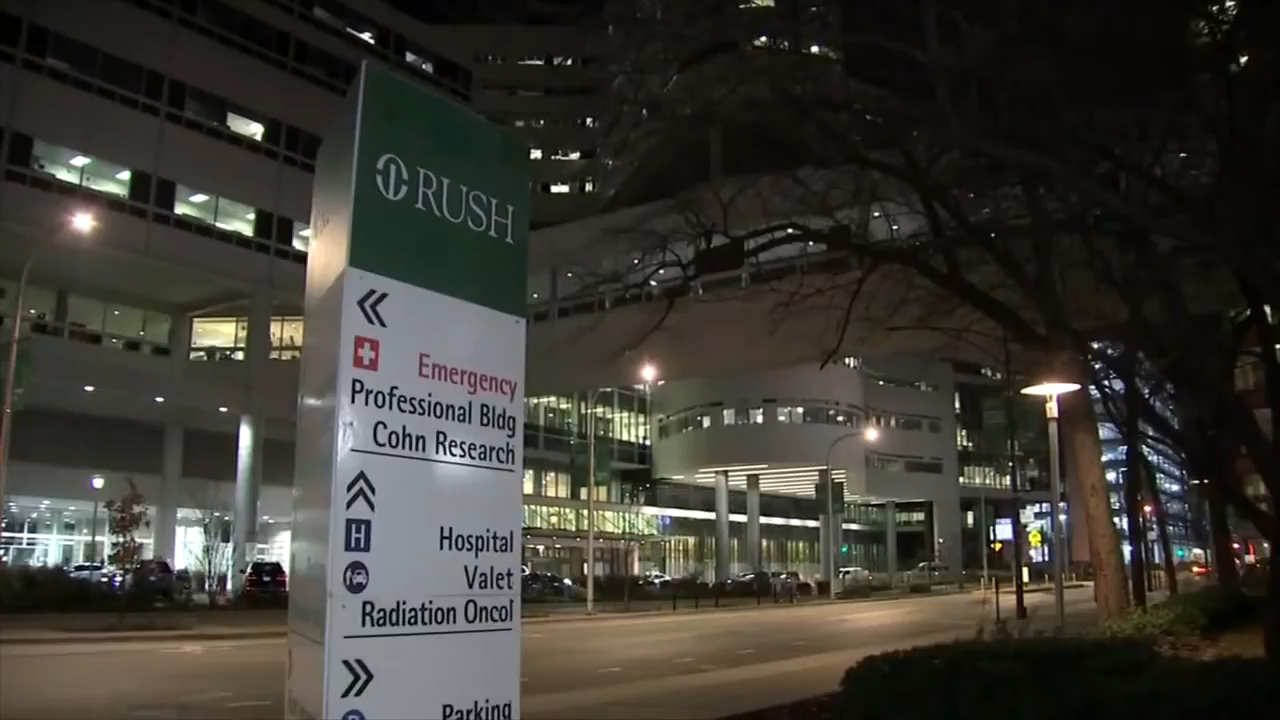 RUSH
Emergency
Professional Bldg
Cohn Research
H
Hospital
Valet
Radiation Oncol
Parking